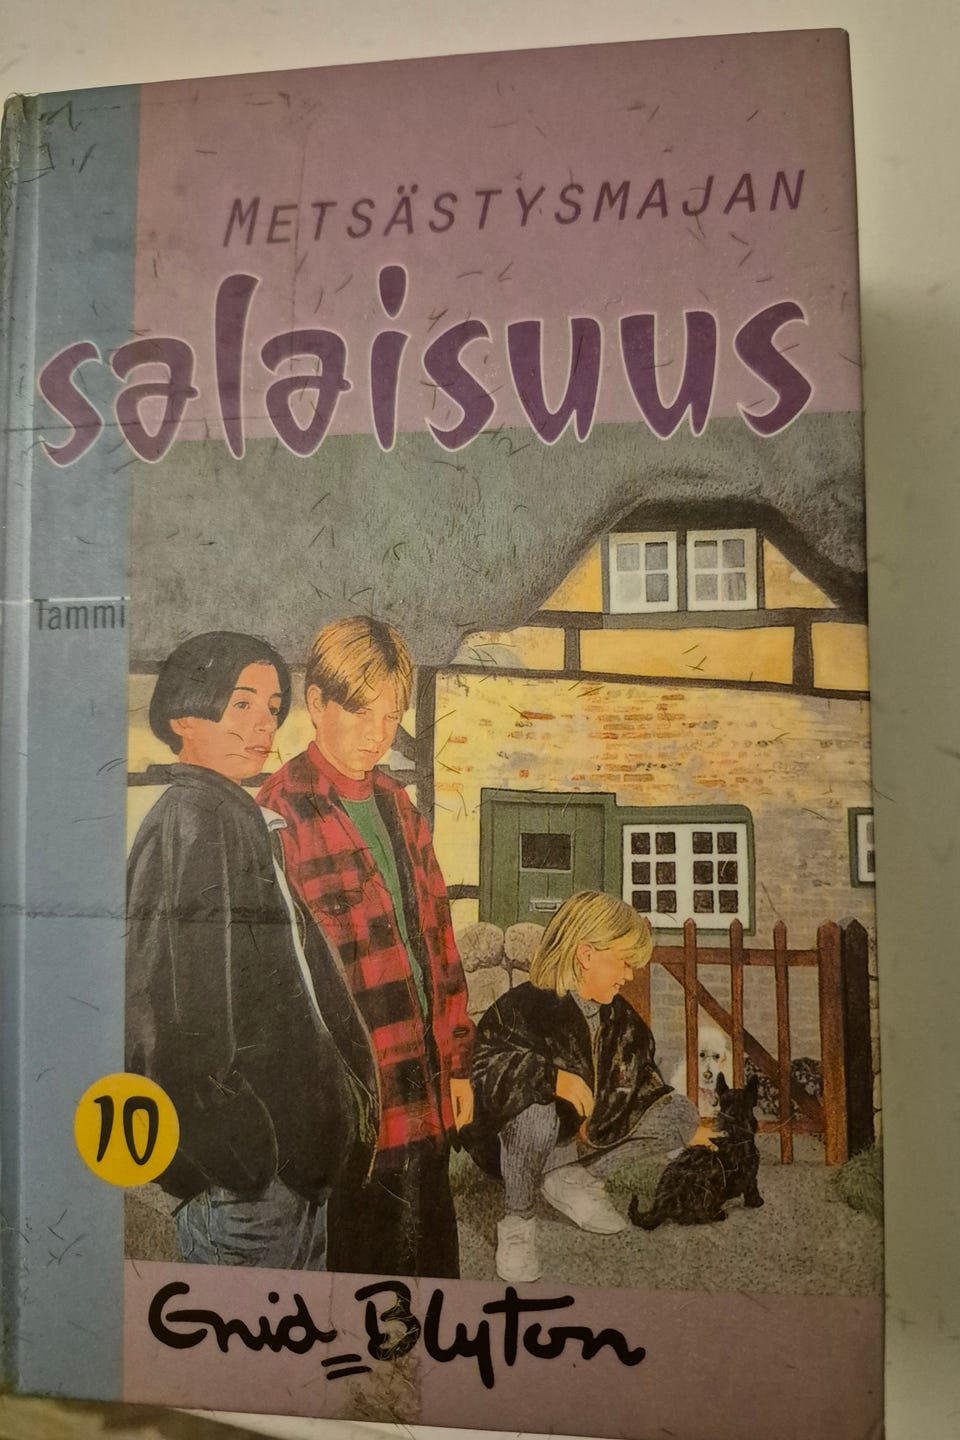 METSÄSTYSMAJAN
salaisuus
Tammi
10
Enid Blyton